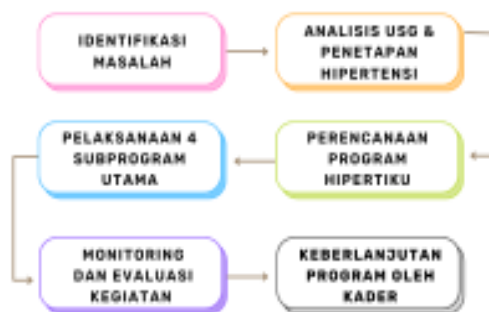 IDENTIFIKASI
MASALAH
ANALISIS USG &
PENETAPAN
HIPERTENSI
PERENCANAAN
PROGRAM
HIPERTIKU
PELAKSANAAN 4
SUBPROGRAM
UTAMA
MONITORING
DAN EVALUASI
KEGIATAN
KEBERLANJUTAN
PROGRAM OLEH
KADER